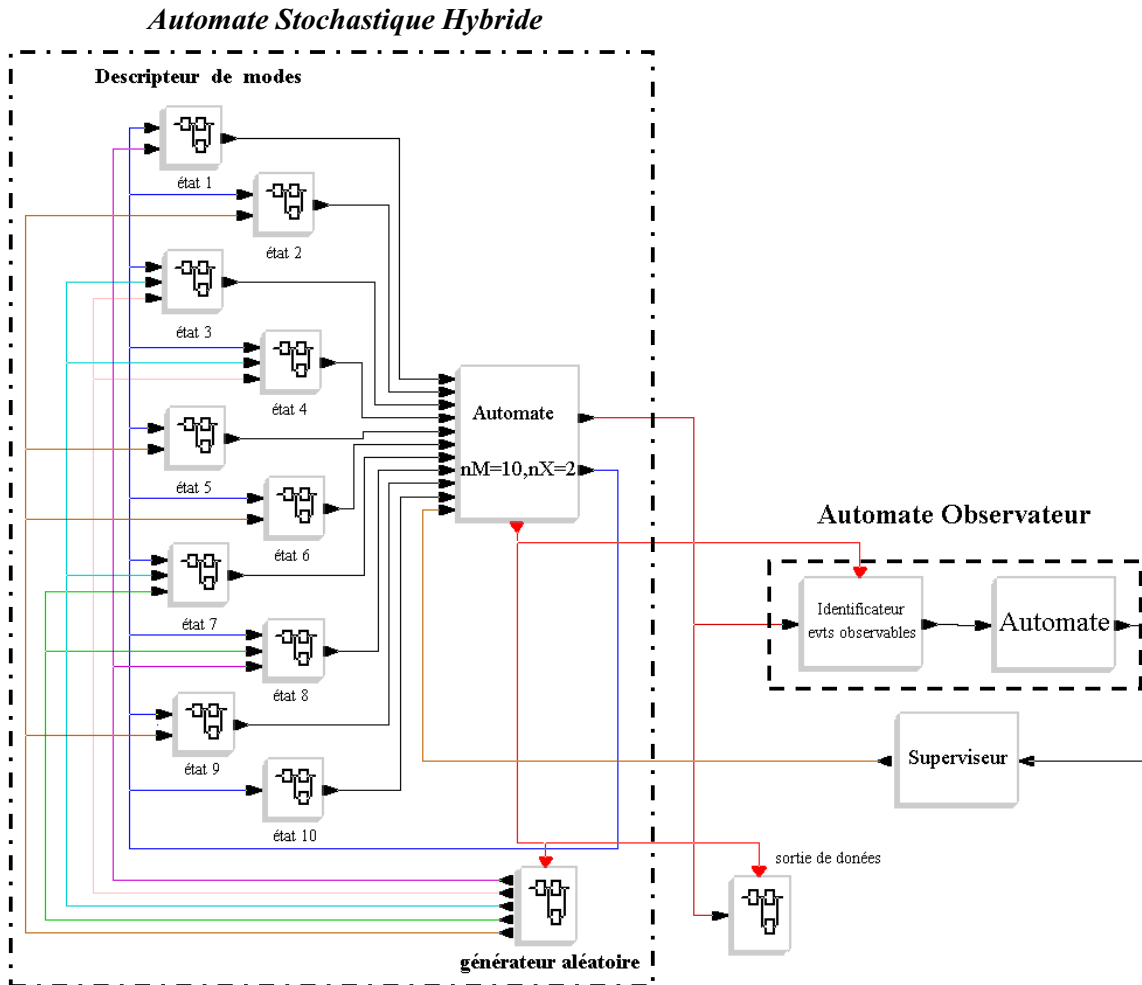 Automate Stochastique Hybride
Descripteur de modes
état 1
état 2
état 3
état 4
Automate
nM=10,nX=2
état 5
état 6
état 7
état 8
état 9
état 10
générateur aléatoire
Automate Observateur
Identificateur
evts observables
Automate
Superviseur
sortie de donées